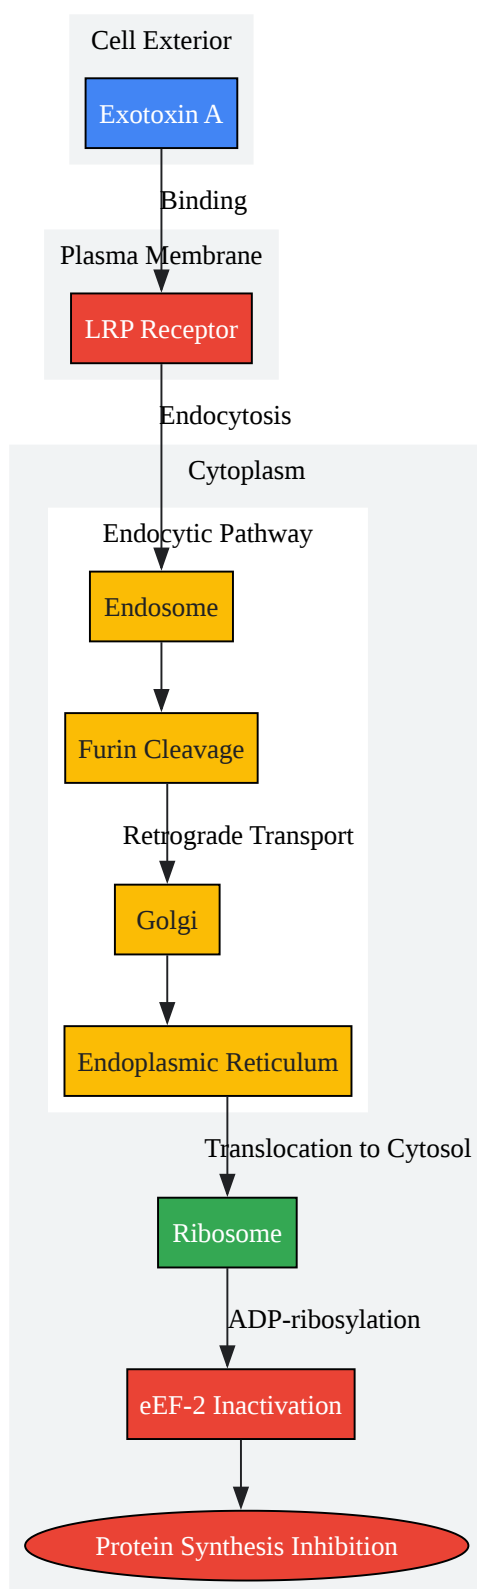 Cell Exterior
Exotoxin A
Binding
Plasma Membrane
LRP Receptor
Endocytosis
Cytoplasm
Endocytic Pathway
Endosome
Furin Cleavage
Retrograde Transport
Golgi
Endoplasmic Reticulum
Translocation to Cytosol
Ribosome
ADP-ribosylation
eEF-2 Inactivation
Protein Synthesis Inhibition